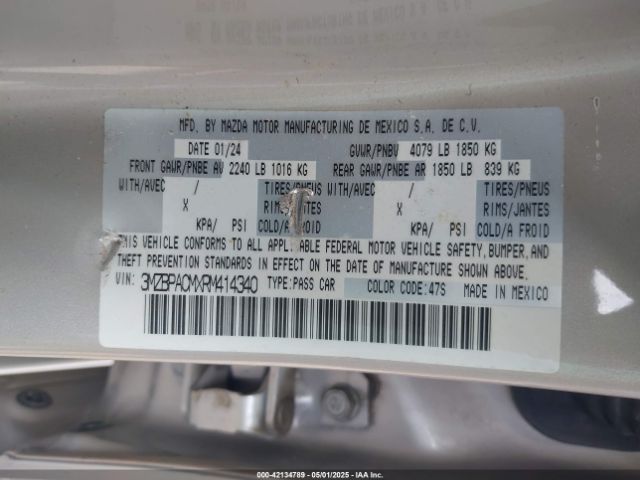 MFD. BY MAZDA MOTOR MANUFACTURING DE MEXICO S.A. DE C.V.
DATE 01/24 GVWR/PNBV 4079 LB 1850 KG
FRONT GAWR/PNBE AV 2240 LB 1016 KG REAR GAWR/PNBE AR 1850 LB 839 KG
WITH/AVEC / TIRES/PNEUS WITH/AVEC / TIRES/PNEUS
X RIMS/JANTES X RIMS/JANTES
KPA/ PSI COLD/A FROID KPA/ PSI COLD/A FROID
THIS VEHICLE CONFORMS TO ALL APPLICABLE FEDERAL MOTOR VEHICLE SAFETY, BUMPER, AND
THEFT PREVENTION STANDARDS IN EFFECT ON THE DATE OF MANUFACTURE SHOWN ABOVE.
VIN: 3MZBPACMXRM414340 TYPE:PASS CAR COLOR CODE:47S MADE IN MEXICO
000-42134789 - 05/01/2025 - IAA Inc.